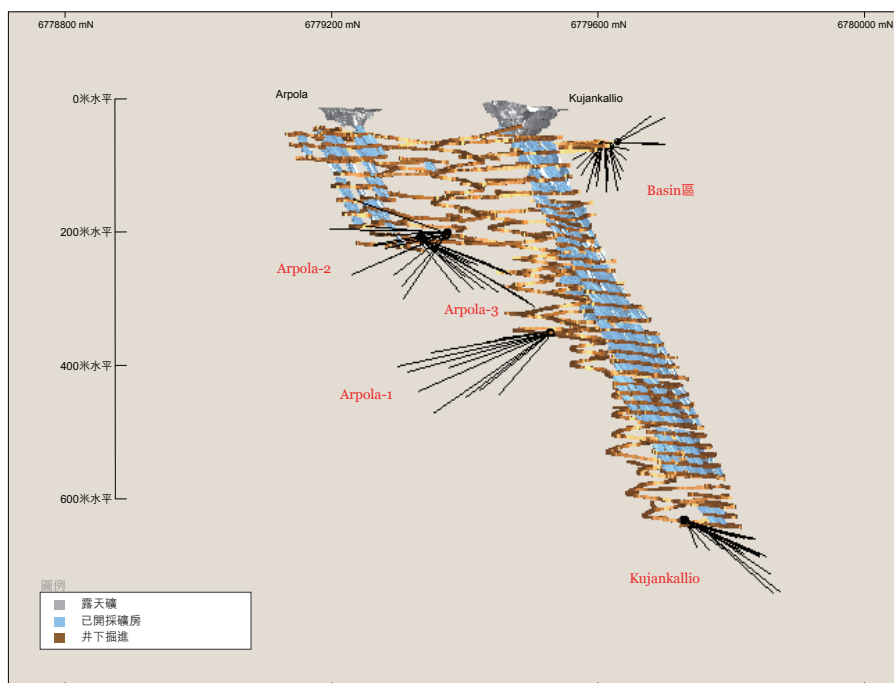 6778800 mN
6779200 mN
6779600 mN
6780000 mN
0米水平
Arpola
Kujankallio
Basin區
200米水平
Arpola-2
Arpola-3
400米水平
Arpola-1
600米水平
Kujankallio
圖例
露天礦
已開採礦房
井下掘進